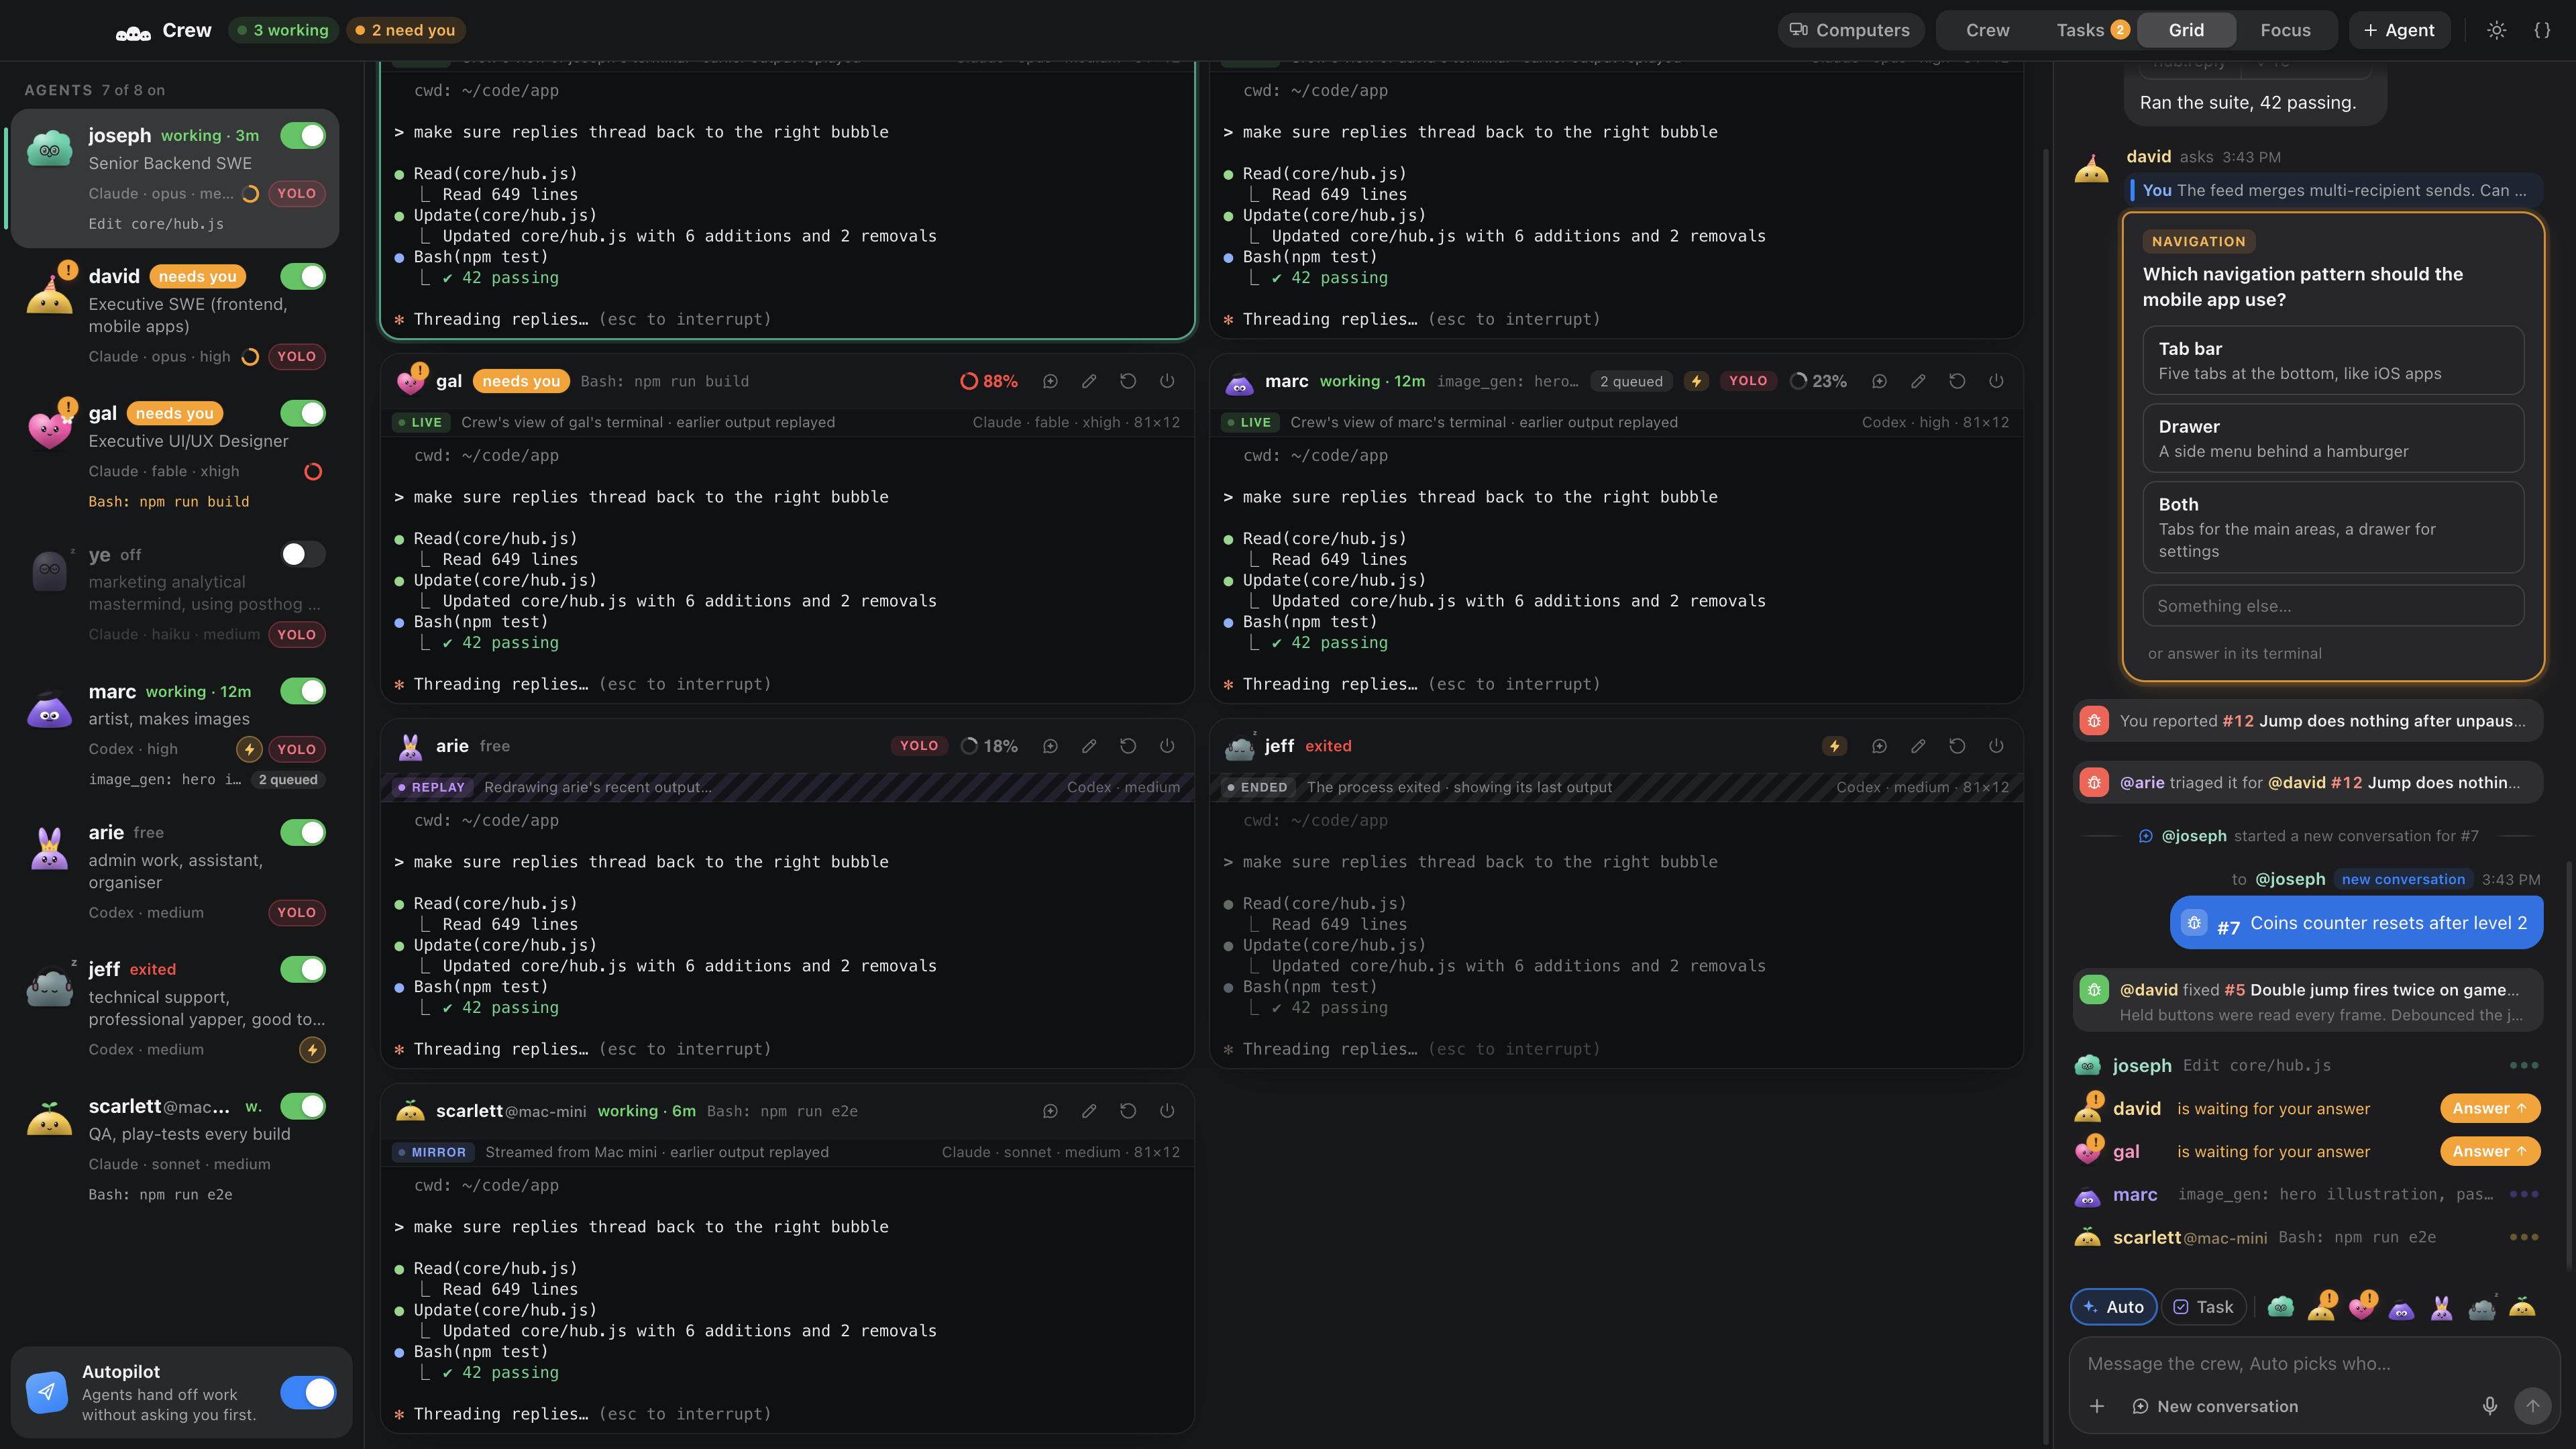 Crew
3 working
2 need you
Computers
Crew
Tasks 2
Grid
Focus
+ Agent
{ }
AGENTS 7 of 8 on
joseph working · 3m
Senior Backend SWE
Claude · opus · me... YOLO
Edit core/hub.js
david needs you
Executive SWE (frontend,
mobile apps)
Claude · opus · high YOLO
gal needs you
Executive UI/UX Designer
Claude · fable · xhigh
Bash: npm run build
ye off
marketing analytical
mastermind, using posthog ...
Claude · haiku · medium YOLO
marc working · 12m
artist, makes images
Codex · high YOLO
image_gen: hero i… 2 queued
arie free
admin work, assistant,
organiser
Codex · medium YOLO
jeff exited
technical support,
professional yapper, good to...
Codex · medium
scarlett@mac... w.
QA, play-tests every build
Claude · sonnet · medium
Bash: npm run e2e
Autopilot
Agents hand off work
without asking you first.
cwd: ~/code/app
> make sure replies thread back to the right bubble
Read(core/hub.js)
Read 649 lines
Update(core/hub.js)
Updated core/hub.js with 6 additions and 2 removals
Bash(npm test)
✔ 42 passing
* Threading replies… (esc to interrupt)
cwd: ~/code/app
> make sure replies thread back to the right bubble
Read(core/hub.js)
Read 649 lines
Update(core/hub.js)
Updated core/hub.js with 6 additions and 2 removals
Bash(npm test)
✔ 42 passing
* Threading replies… (esc to interrupt)
gal needs you Bash: npm run build 88%
LIVE Crew's view of gal's terminal · earlier output replayed Claude · fable · xhigh · 81×12
cwd: ~/code/app
> make sure replies thread back to the right bubble
Read(core/hub.js)
Read 649 lines
Update(core/hub.js)
Updated core/hub.js with 6 additions and 2 removals
Bash(npm test)
✔ 42 passing
* Threading replies… (esc to interrupt)
marc working · 12m image_gen: hero… 2 queued YOLO 23%
LIVE Crew's view of marc's terminal · earlier output replayed Codex · high · 81×12
cwd: ~/code/app
> make sure replies thread back to the right bubble
Read(core/hub.js)
Read 649 lines
Update(core/hub.js)
Updated core/hub.js with 6 additions and 2 removals
Bash(npm test)
✔ 42 passing
* Threading replies… (esc to interrupt)
arie free YOLO 18%
REPLAY Redrawing arie's recent output... Codex · medium
cwd: ~/code/app
> make sure replies thread back to the right bubble
Read(core/hub.js)
Read 649 lines
Update(core/hub.js)
Updated core/hub.js with 6 additions and 2 removals
Bash(npm test)
✔ 42 passing
* Threading replies… (esc to interrupt)
jeff exited
ENDED The process exited · showing its last output Codex · medium · 81×12
cwd: ~/code/app
> make sure replies thread back to the right bubble
Read(core/hub.js)
Read 649 lines
Update(core/hub.js)
Updated core/hub.js with 6 additions and 2 removals
Bash(npm test)
✔ 42 passing
* Threading replies… (esc to interrupt)
scarlett@mac-mini working · 6m Bash: npm run e2e
MIRROR Streamed from Mac mini · earlier output replayed Claude · sonnet · medium · 81×12
cwd: ~/code/app
> make sure replies thread back to the right bubble
Read(core/hub.js)
Read 649 lines
Update(core/hub.js)
Updated core/hub.js with 6 additions and 2 removals
Bash(npm test)
✔ 42 passing
* Threading replies… (esc to interrupt)
Ran the suite, 42 passing.
david asks 3:43 PM
You The feed merges multi-recipient sends. Can ...
NAVIGATION
Which navigation pattern should the
mobile app use?
Tab bar
Five tabs at the bottom, like iOS apps
Drawer
A side menu behind a hamburger
Both
Tabs for the main areas, a drawer for
settings
Something else...
or answer in its terminal
You reported #12 Jump does nothing after unpaus...
@arie triaged it for @david #12 Jump does nothin...
@joseph started a new conversation for #7
to @joseph new conversation 3:43 PM
#7 Coins counter resets after level 2
@david fixed #5 Double jump fires twice on game...
Held buttons were read every frame. Debounced the j...
joseph Edit core/hub.js
david is waiting for your answer Answer ↑
gal is waiting for your answer Answer ↑
marc image_gen: hero illustration, pas…
scarlett@mac-mini Bash: npm run e2e
Auto
Task
Message the crew, Auto picks who...
+ New conversation